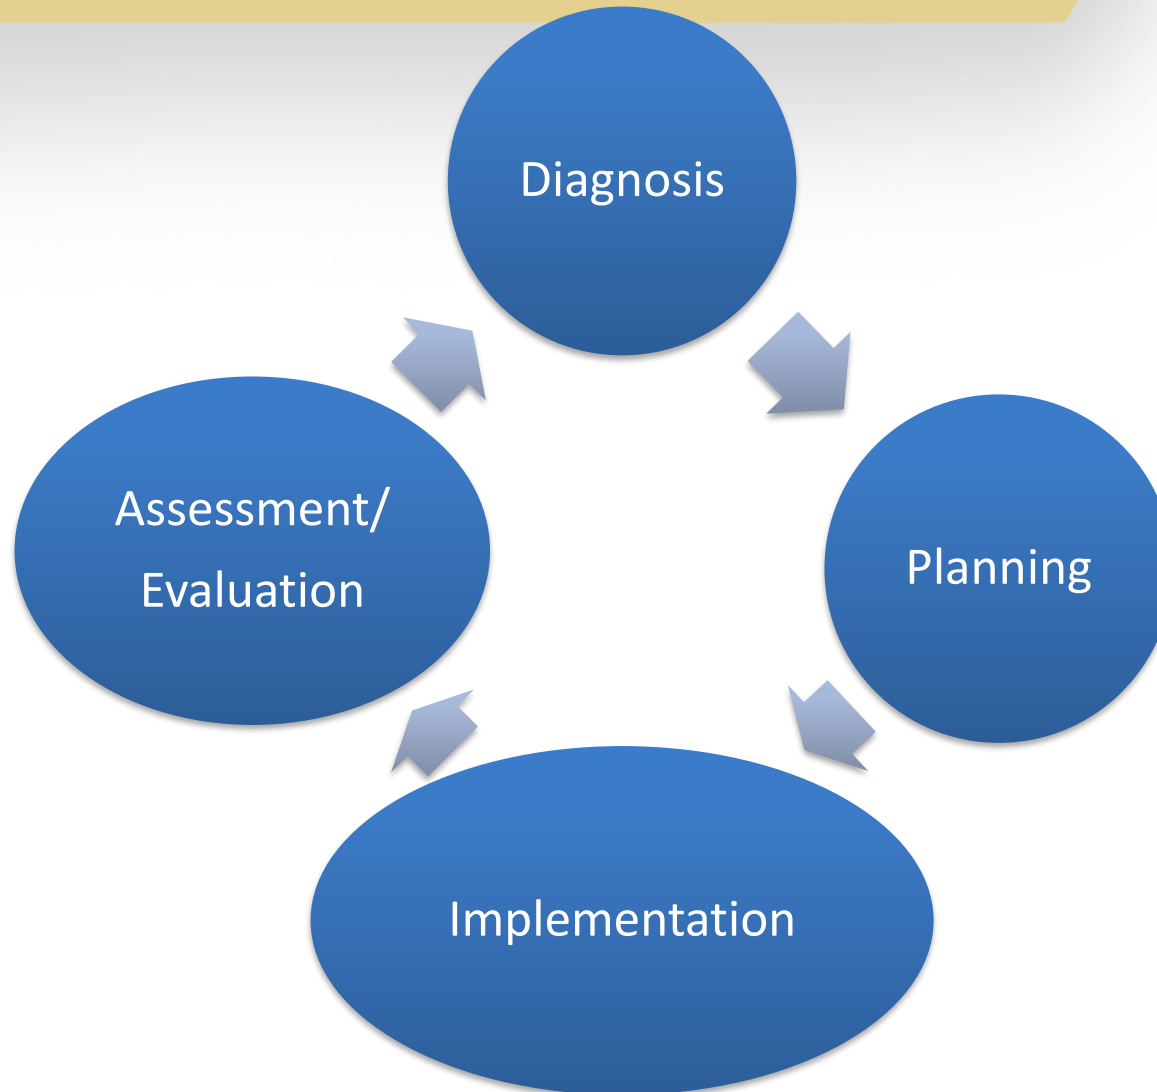 Diagnosis
Assessment/
Evaluation
Planning
Implementation